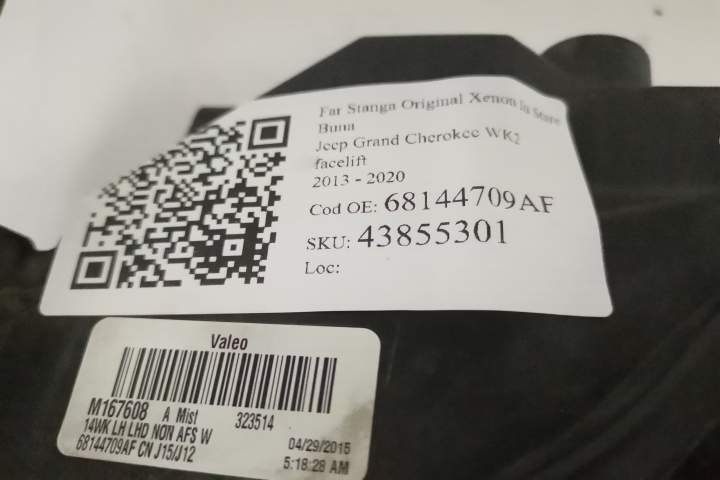 Far Stanga Original Xenon In Stare
Buna
Jeep Grand Cherokee WK2
facelift
2013 - 2020
Cod OE: 68144709AF
SKU: 43855301
Loc:
Valeo
M167608 A Mist 323514
14WK LH LHD NON AFS W
68144709AF CN J15/J12
04/29/2015
5:18:28 AM